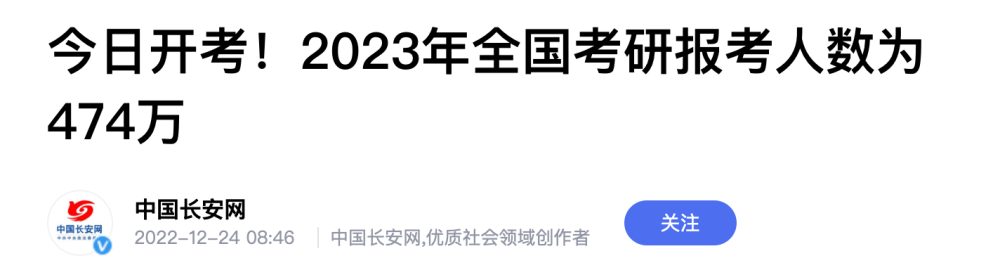 今日开考！2023年全国考研报考人数为
474万
中国长安网
2022-12-24 08:46
中国长安网,优质社会领域创作者
关注
中国长安网